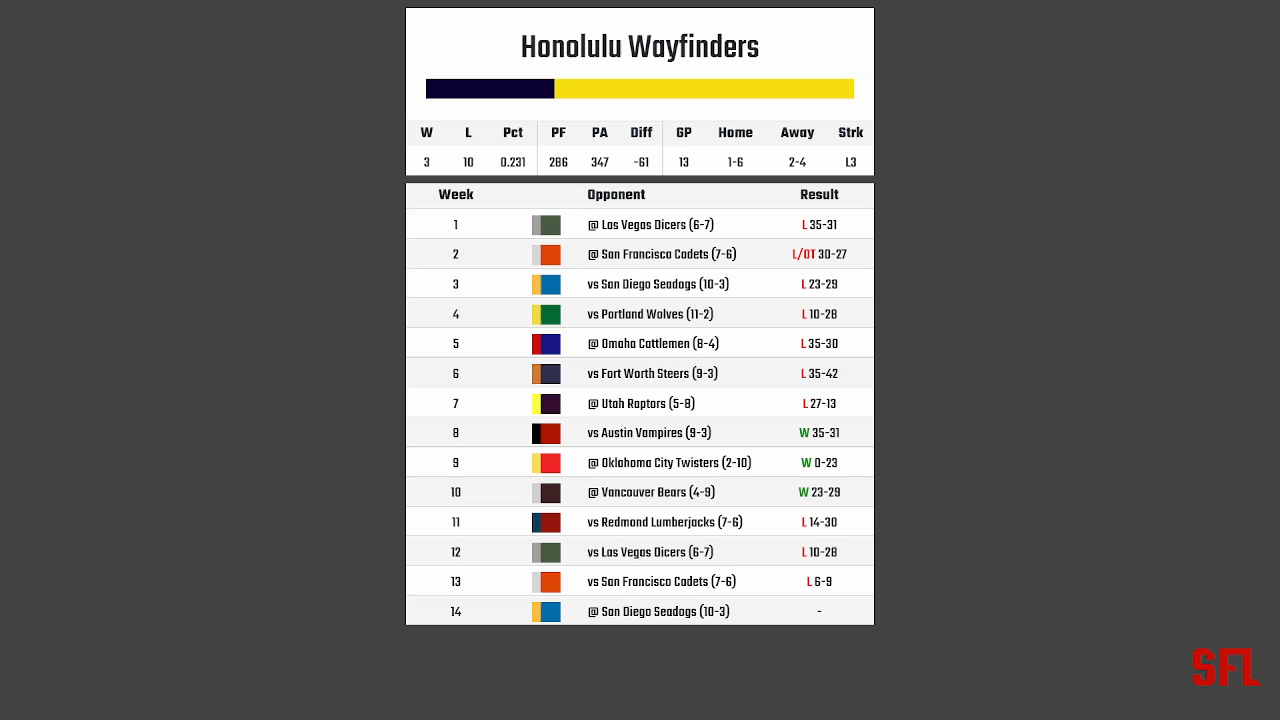 Honolulu Wayfinders
W L Pct PF PA Diff GP Home Away Strk
3 10 0.231 286 347 -61 13 1-6 2-4 L3
Week Opponent Result
1 @ Las Vegas Dicers (6-7) L 35-31
2 @ San Francisco Cadets (7-6) L/OT 30-27
3 vs San Diego Seadogs (10-3) L 23-29
4 vs Portland Wolves (11-2) L 10-28
5 @ Omaha Cattlemen (8-4) L 35-30
6 vs Fort Worth Steers (9-3) L 35-42
7 @ Utah Raptors (5-8) L 27-13
8 vs Austin Vampires (9-3) W 35-31
9 @ Oklahoma City Twisters (2-10) W 0-23
10 @ Vancouver Bears (4-9) W 23-29
11 vs Redmond Lumberjacks (7-6) L 14-30
12 vs Las Vegas Dicers (6-7) L 10-28
13 vs San Francisco Cadets (7-6) L 6-9
14 @ San Diego Seadogs (10-3) -
SFL